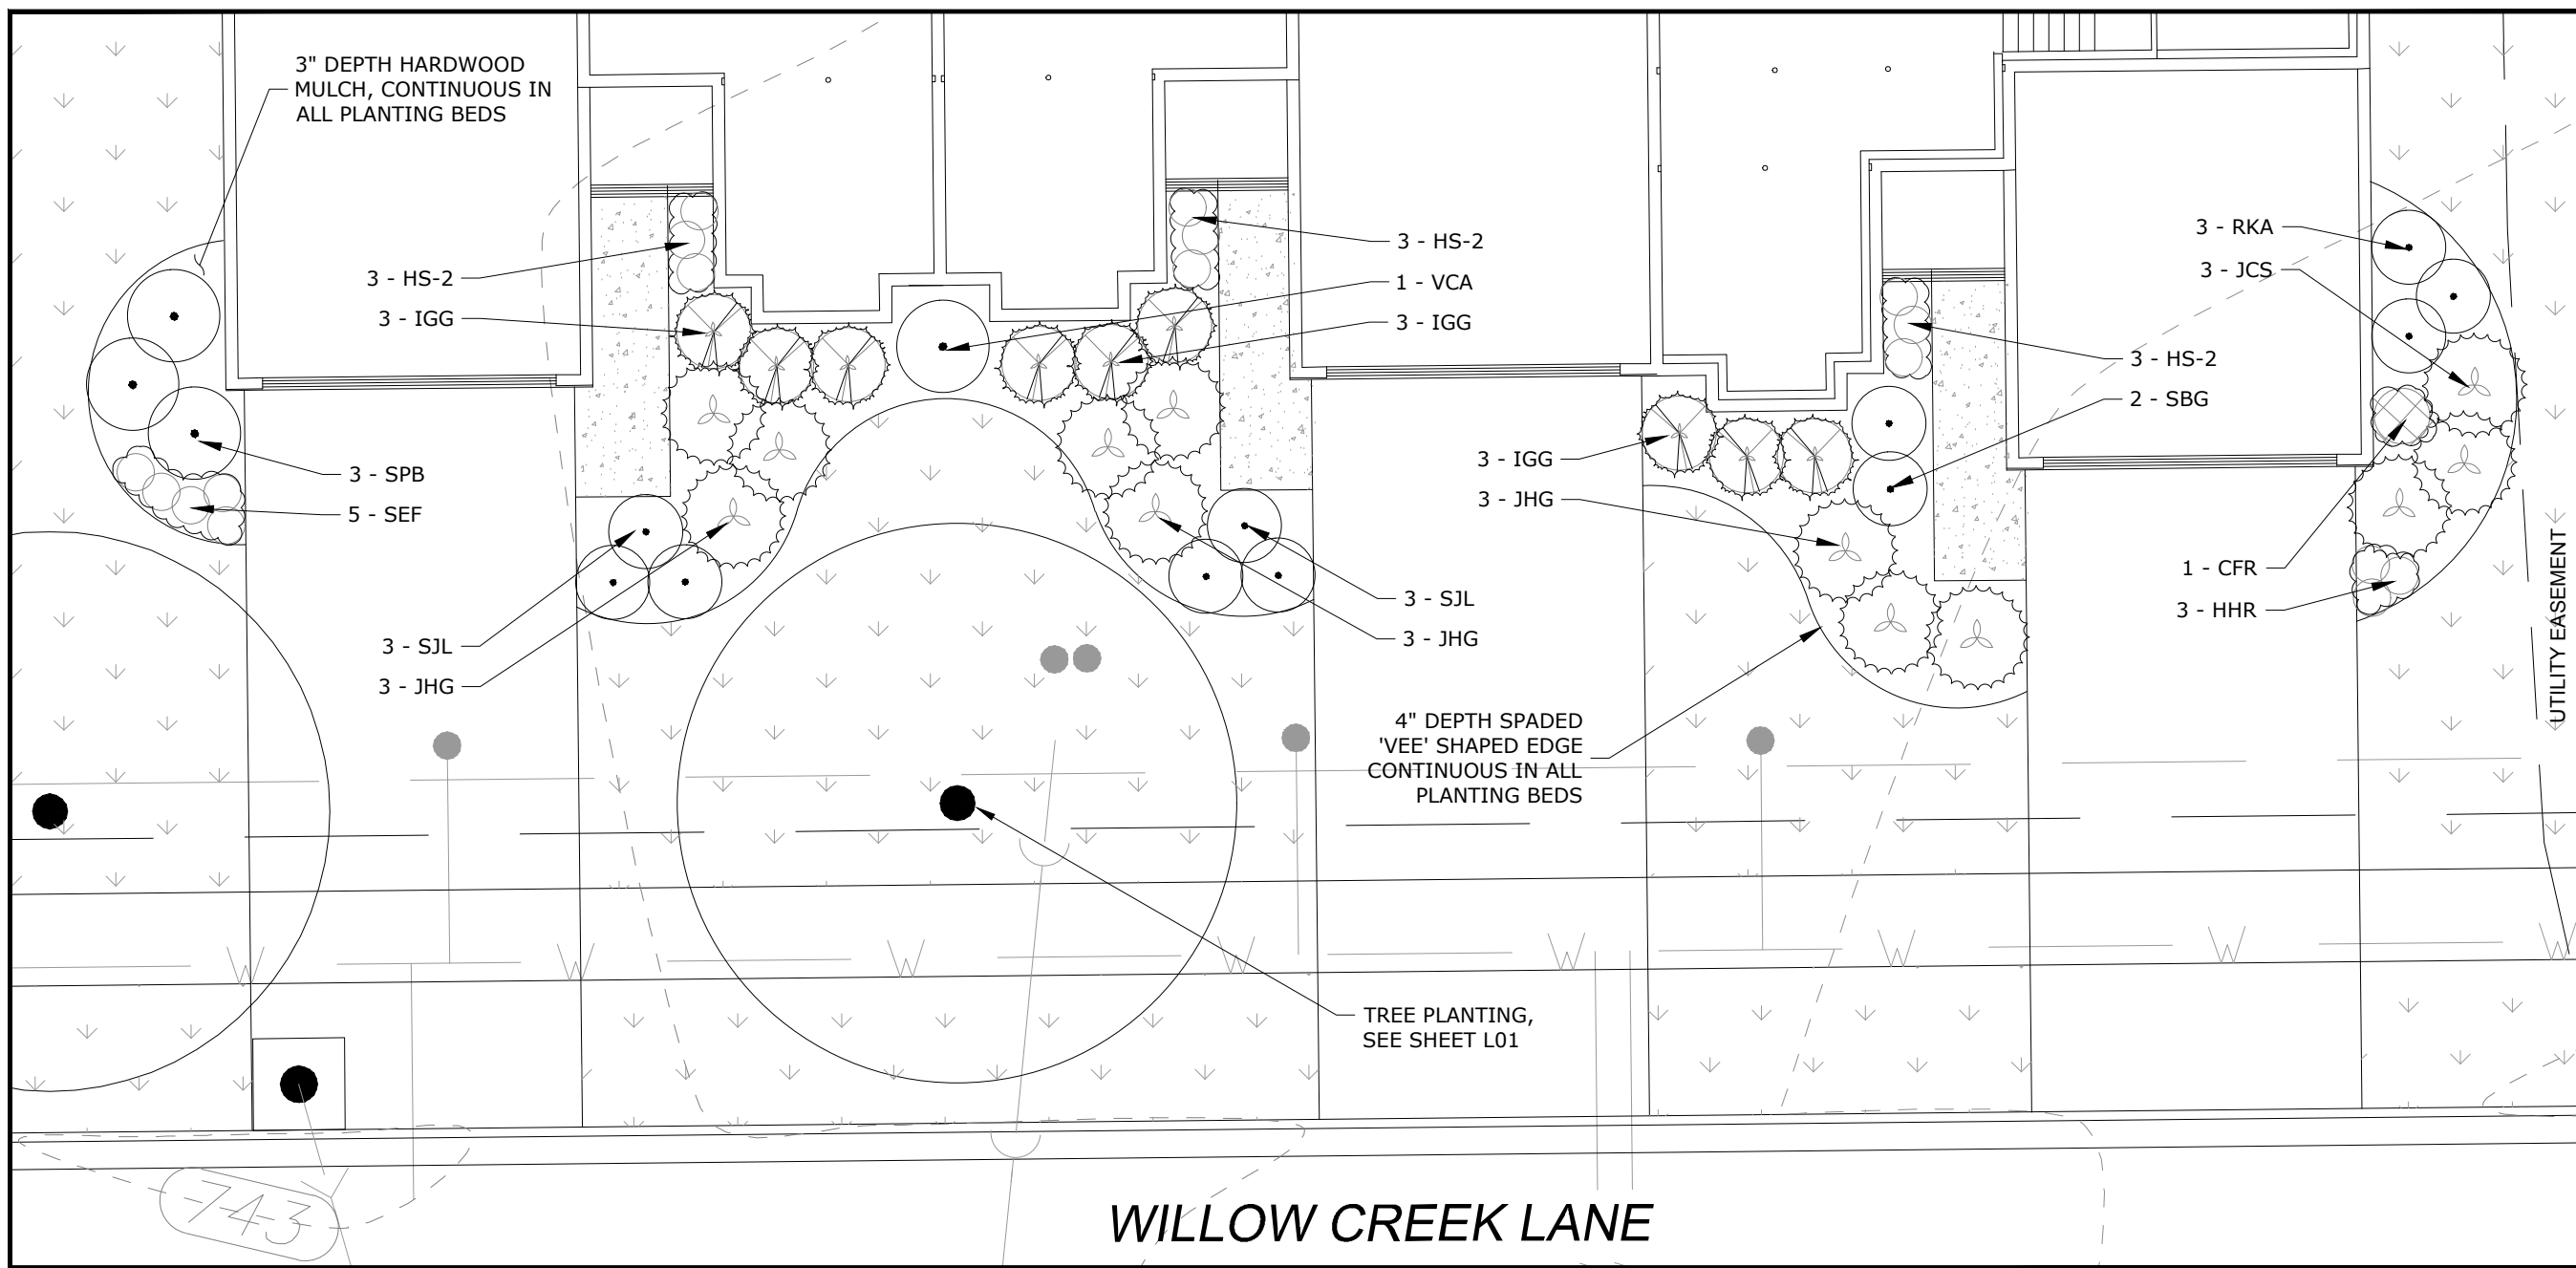 3" DEPTH HARDWOOD
MULCH, CONTINUOUS IN
ALL PLANTING BEDS
3 - HS-2
3 - IGG
3 - SPB
5 - SEF
3 - SJL
3 - JHG
3 - HS-2
1 - VCA
3 - IGG
3 - SJL
3 - JHG
3 - IGG
3 - JHG
4" DEPTH SPADED
'VEE' SHAPED EDGE
CONTINUOUS IN ALL
PLANTING BEDS
3 - RKA
3 - JCS
3 - HS-2
2 - SBG
1 - CFR
3 - HHR
UTILITY EASEMENT
TREE PLANTING,
SEE SHEET L01
W W W W W W W W
743
WILLOW CREEK LANE